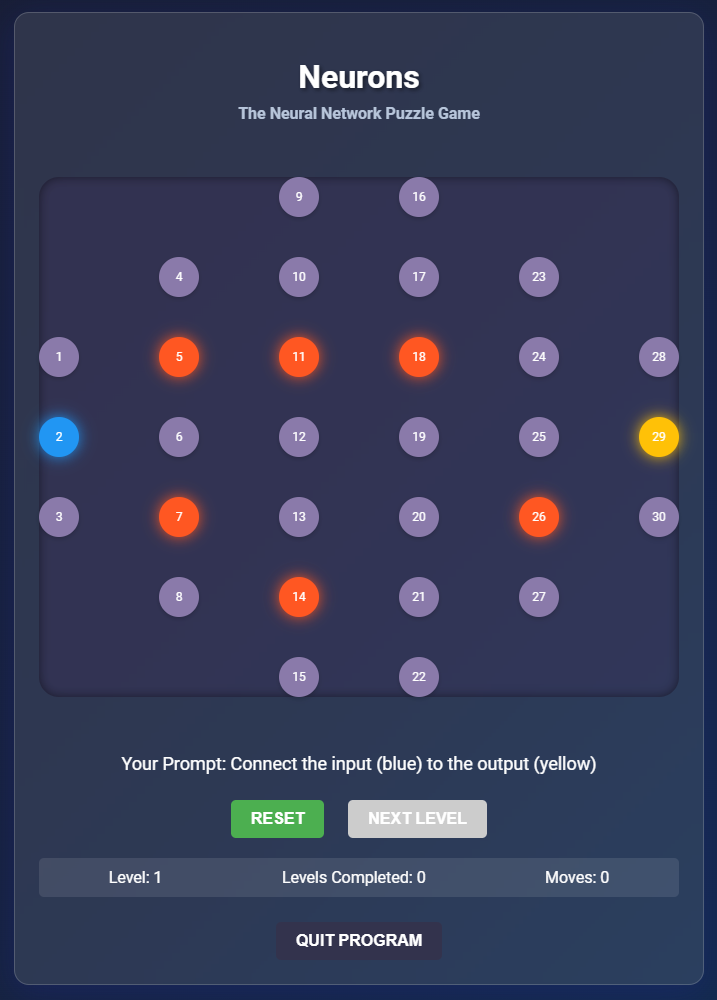 Neurons
The Neural Network Puzzle Game
9 16
4 10 17 23
1 5 11 18 24 28
2 6 12 19 25 29
3 7 13 20 26 30
8 14 21 27
15 22
Your Prompt: Connect the input (blue) to the output (yellow)
RESET NEXT LEVEL
Level: 1 Levels Completed: 0 Moves: 0
QUIT PROGRAM